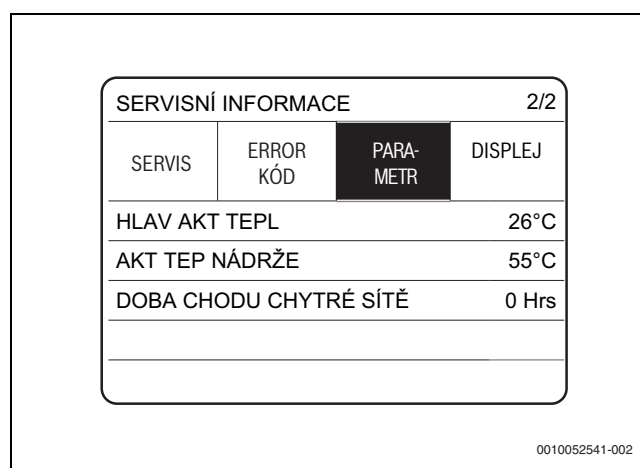 SERVISNÍ INFORMACE 2/2
SERVIS
ERROR
KÓD
PARA-
METR
DISPLEJ
HLAV AKT TEPL 26°C
AKT TEP NÁDRŽE 55°C
DOBA CHODU CHYTRÉ SÍTĚ 0 Hrs
0010052541-002